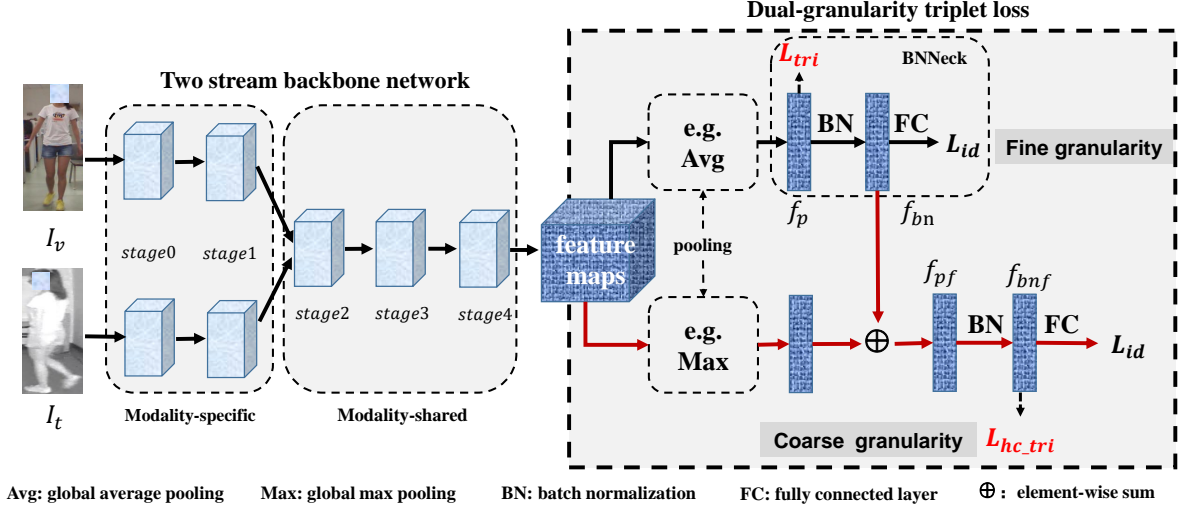 Dual-granularity triplet loss
Two stream backbone network
L_tri
BNNeck
e.g.
Avg
BN
FC
L_id
Fine granularity
I_v
stage0
stage1
f_p
f_bn
feature
maps
pooling
stage2
stage3
stage4
f_pf
f_bnf
e.g.
Max
BN
FC
L_id
I_t
Modality-specific
Modality-shared
Coarse granularity
L_hc_tri
Avg: global average pooling
Max: global max pooling
BN: batch normalization
FC: fully connected layer
⊕: element-wise sum